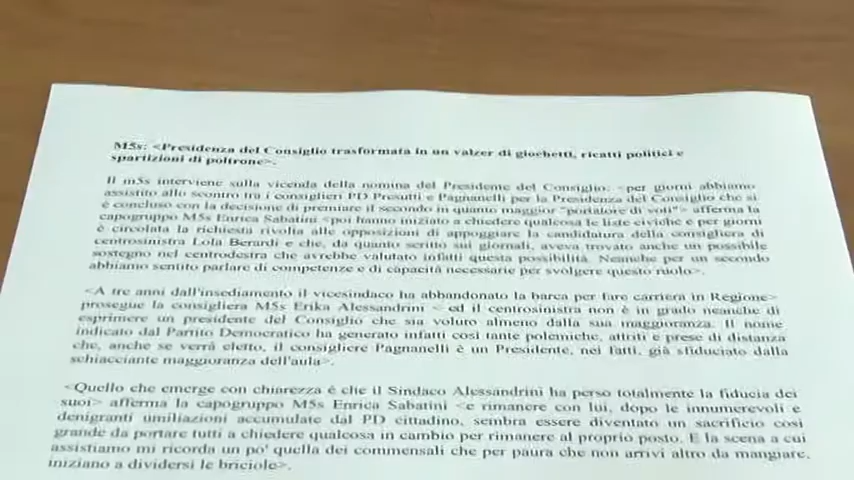 M5s: <Presidenza del Consiglio trasformata in un valzer di giochetti, ricatti politici e
spartizioni di poltrone>.
Il m5s interviene sulla vicenda della nomina del Presidente del Consiglio: <per giorni abbiamo
assistito allo scontro tra i consiglieri PD Presutti e Pagnanelli per la Presidenza del Consiglio che si
è concluso con la decisione di premiare il secondo in quanto maggior "portatore di voti"> afferma la
capogruppo M5s Enrica Sabatini <poi hanno iniziato a chiedere qualcosa le liste civiche e per giorni
è circolata la richiesta rivolta alle opposizioni di appoggiare la candidatura della consigliera di
centrosinistra Lola Berardi e che, da quanto scritto sui giornali, aveva trovato anche un possibile
sostegno nel centrodestra che avrebbe valutato infatti questa possibilità. Neanche per un secondo
abbiamo sentito parlare di competenze e di capacità necessarie per svolgere questo ruolo>.
<A tre anni dall'insediamento il vicesindaco ha abbandonato la barca per fare carriera in Regione>
prosegue la consigliera M5s Erika Alessandrini < ed il centrosinistra non è in grado neanche di
esprimere un presidente del Consiglio che sia voluto almeno dalla sua maggioranza. Il nome
indicato dal Partito Democratico ha generato infatti così tante polemiche, attriti e prese di distanza
che, anche se verrà eletto, il consigliere Pagnanelli è un Presidente, nei fatti, già sfiduciato dalla
schiacciante maggioranza dell'aula>.
<Quello che emerge con chiarezza è che il Sindaco Alessandrini ha perso totalmente la fiducia dei
suoi> afferma la capogruppo M5s Enrica Sabatini <e rimanere con lui, dopo le innumerevoli e
denigranti umiliazioni accumulate dal PD cittadino, sembra essere diventato un sacrificio così
grande da portare tutti a chiedere qualcosa in cambio per rimanere al proprio posto. E la scena a cui
assistiamo mi ricorda un po' quella dei commensali che per paura che non arrivi altro da mangiare,
iniziano a dividersi le briciole>.